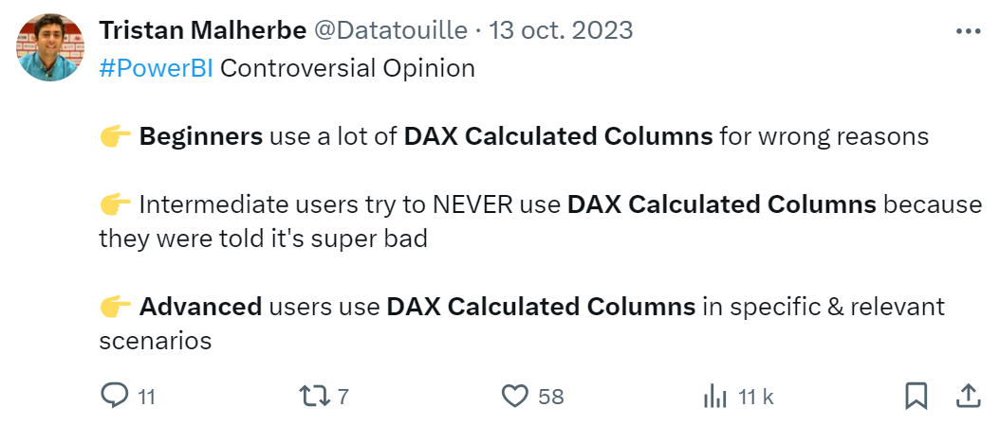 Tristan Malherbe @Datatouille · 13 oct. 2023
#PowerBI Controversial Opinion
👉 Beginners use a lot of DAX Calculated Columns for wrong reasons
👉 Intermediate users try to NEVER use DAX Calculated Columns because
they were told it's super bad
👉 Advanced users use DAX Calculated Columns in specific & relevant
scenarios
11 7 58 11 k